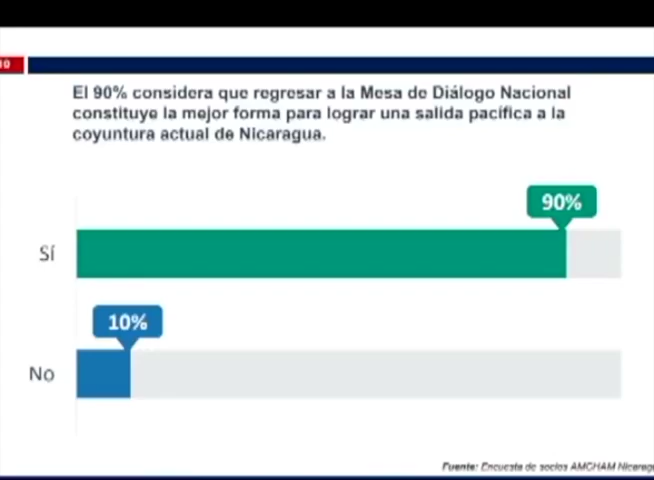 El 90% considera que regresar a la Mesa de Diálogo Nacional
constituye la mejor forma para lograr una salida pacífica a la
coyuntura actual de Nicaragua.
90%
Sí
10%
No
Fuente: Encuesta de socios AMCHAM Nicarag